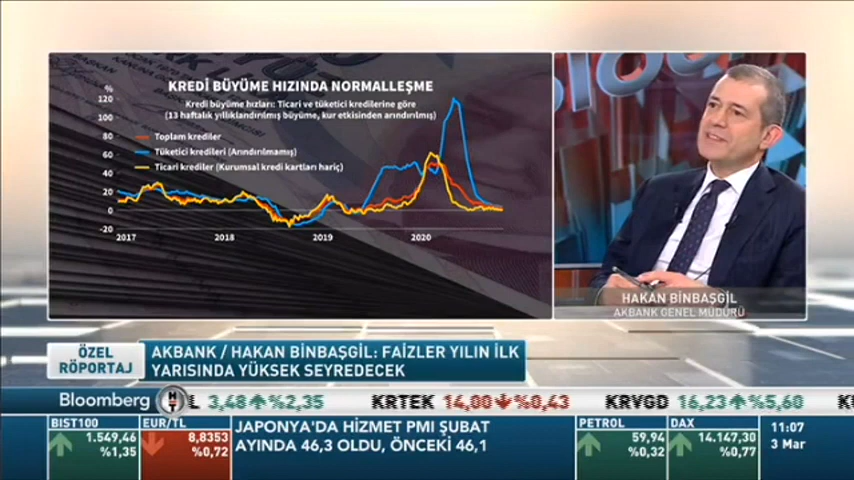 KREDİ BÜYÜME HIZINDA NORMALLEŞME
%
Kredi büyüme hızları: Ticari ve tüketici kredilerine göre
(13 haftalık yıllıklandırılmış büyüme, kur etkisinden arındırılmış)
Toplam krediler
Tüketici kredileri (Arındırılmamış)
Ticari krediler (Kurumsal kredi kartları hariç)
120
100
80
60
40
20
0
-20
2017 2018 2019 2020
HAKAN BİNBAŞGİL
AKBANK GENEL MÜDÜRÜ
ÖZEL
RÖPORTAJ
AKBANK / HAKAN BİNBAŞGİL: FAİZLER YILIN İLK
YARISINDA YÜKSEK SEYREDECEK
Bloomberg HT L 3,48 %2,35 KRTEK 14,00 %0,43 KRVGD 16,23 %5,60
BIST100
1.549,46
%1,35
EUR/TL
8,8353
%0,72
JAPONYA'DA HİZMET PMI ŞUBAT
AYINDA 46,3 OLDU, ÖNCEKİ 46,1
PETROL
59,94
%0,32
DAX
14.147,30
%0,77
11:07
3 Mar